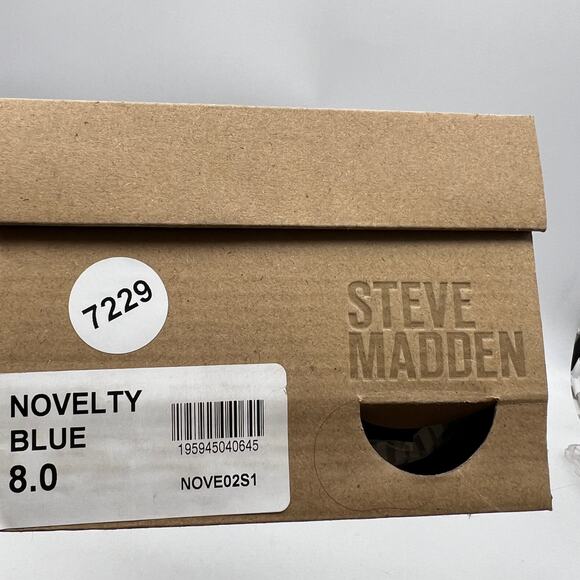 7229
STEVE
MADDEN
NOVELTY
BLUE
8.0
195945040645
NOVE02S1